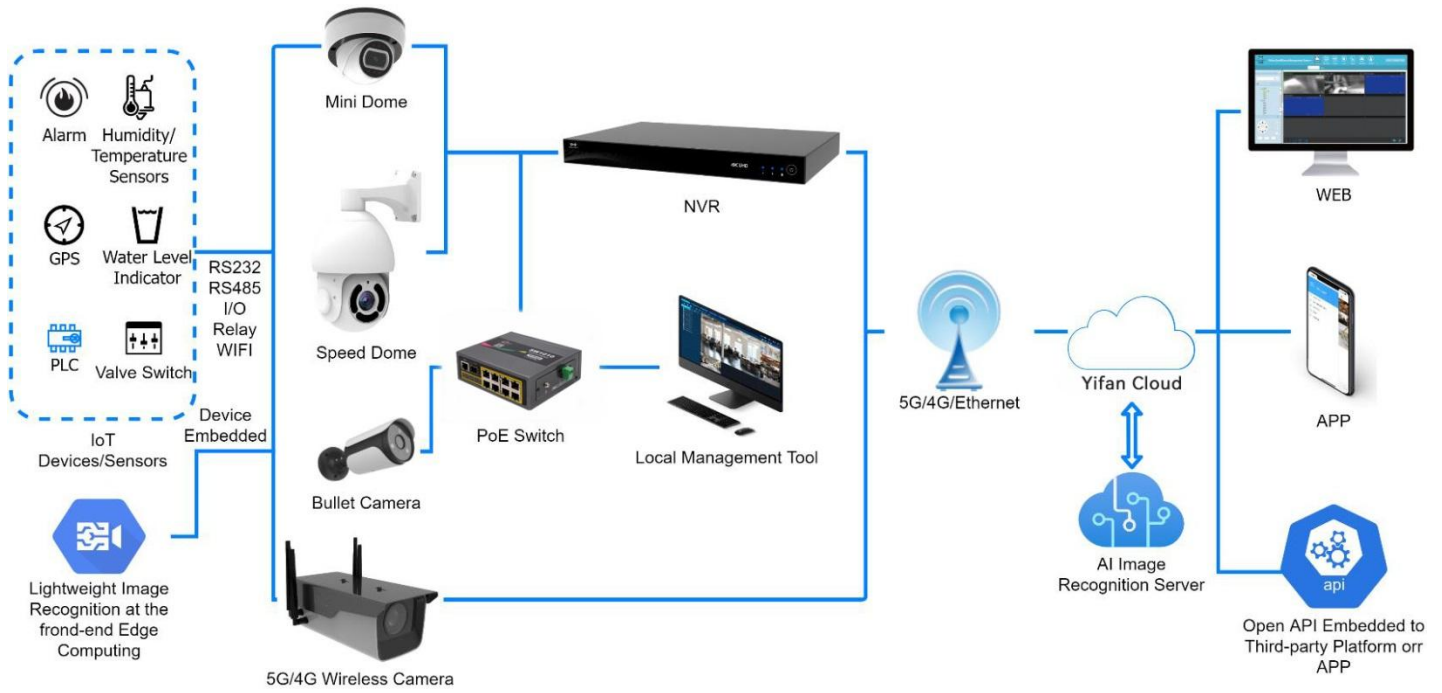 Alarm
Humidity/
Temperature
Sensors
GPS
Water Level
Indicator
PLC
Valve Switch
IoT
Devices/Sensors
RS232
RS485
I/O
Relay
WIFI
Device
Embedded
Lightweight Image
Recognition at the
frond-end Edge
Computing
Mini Dome
Speed Dome
Bullet Camera
5G/4G Wireless Camera
NVR
PoE Switch
Local Management Tool
5G/4G/Ethernet
Yifan Cloud
AI Image
Recognition Server
WEB
APP
api
Open API Embedded to
Third-party Platform orr
APP